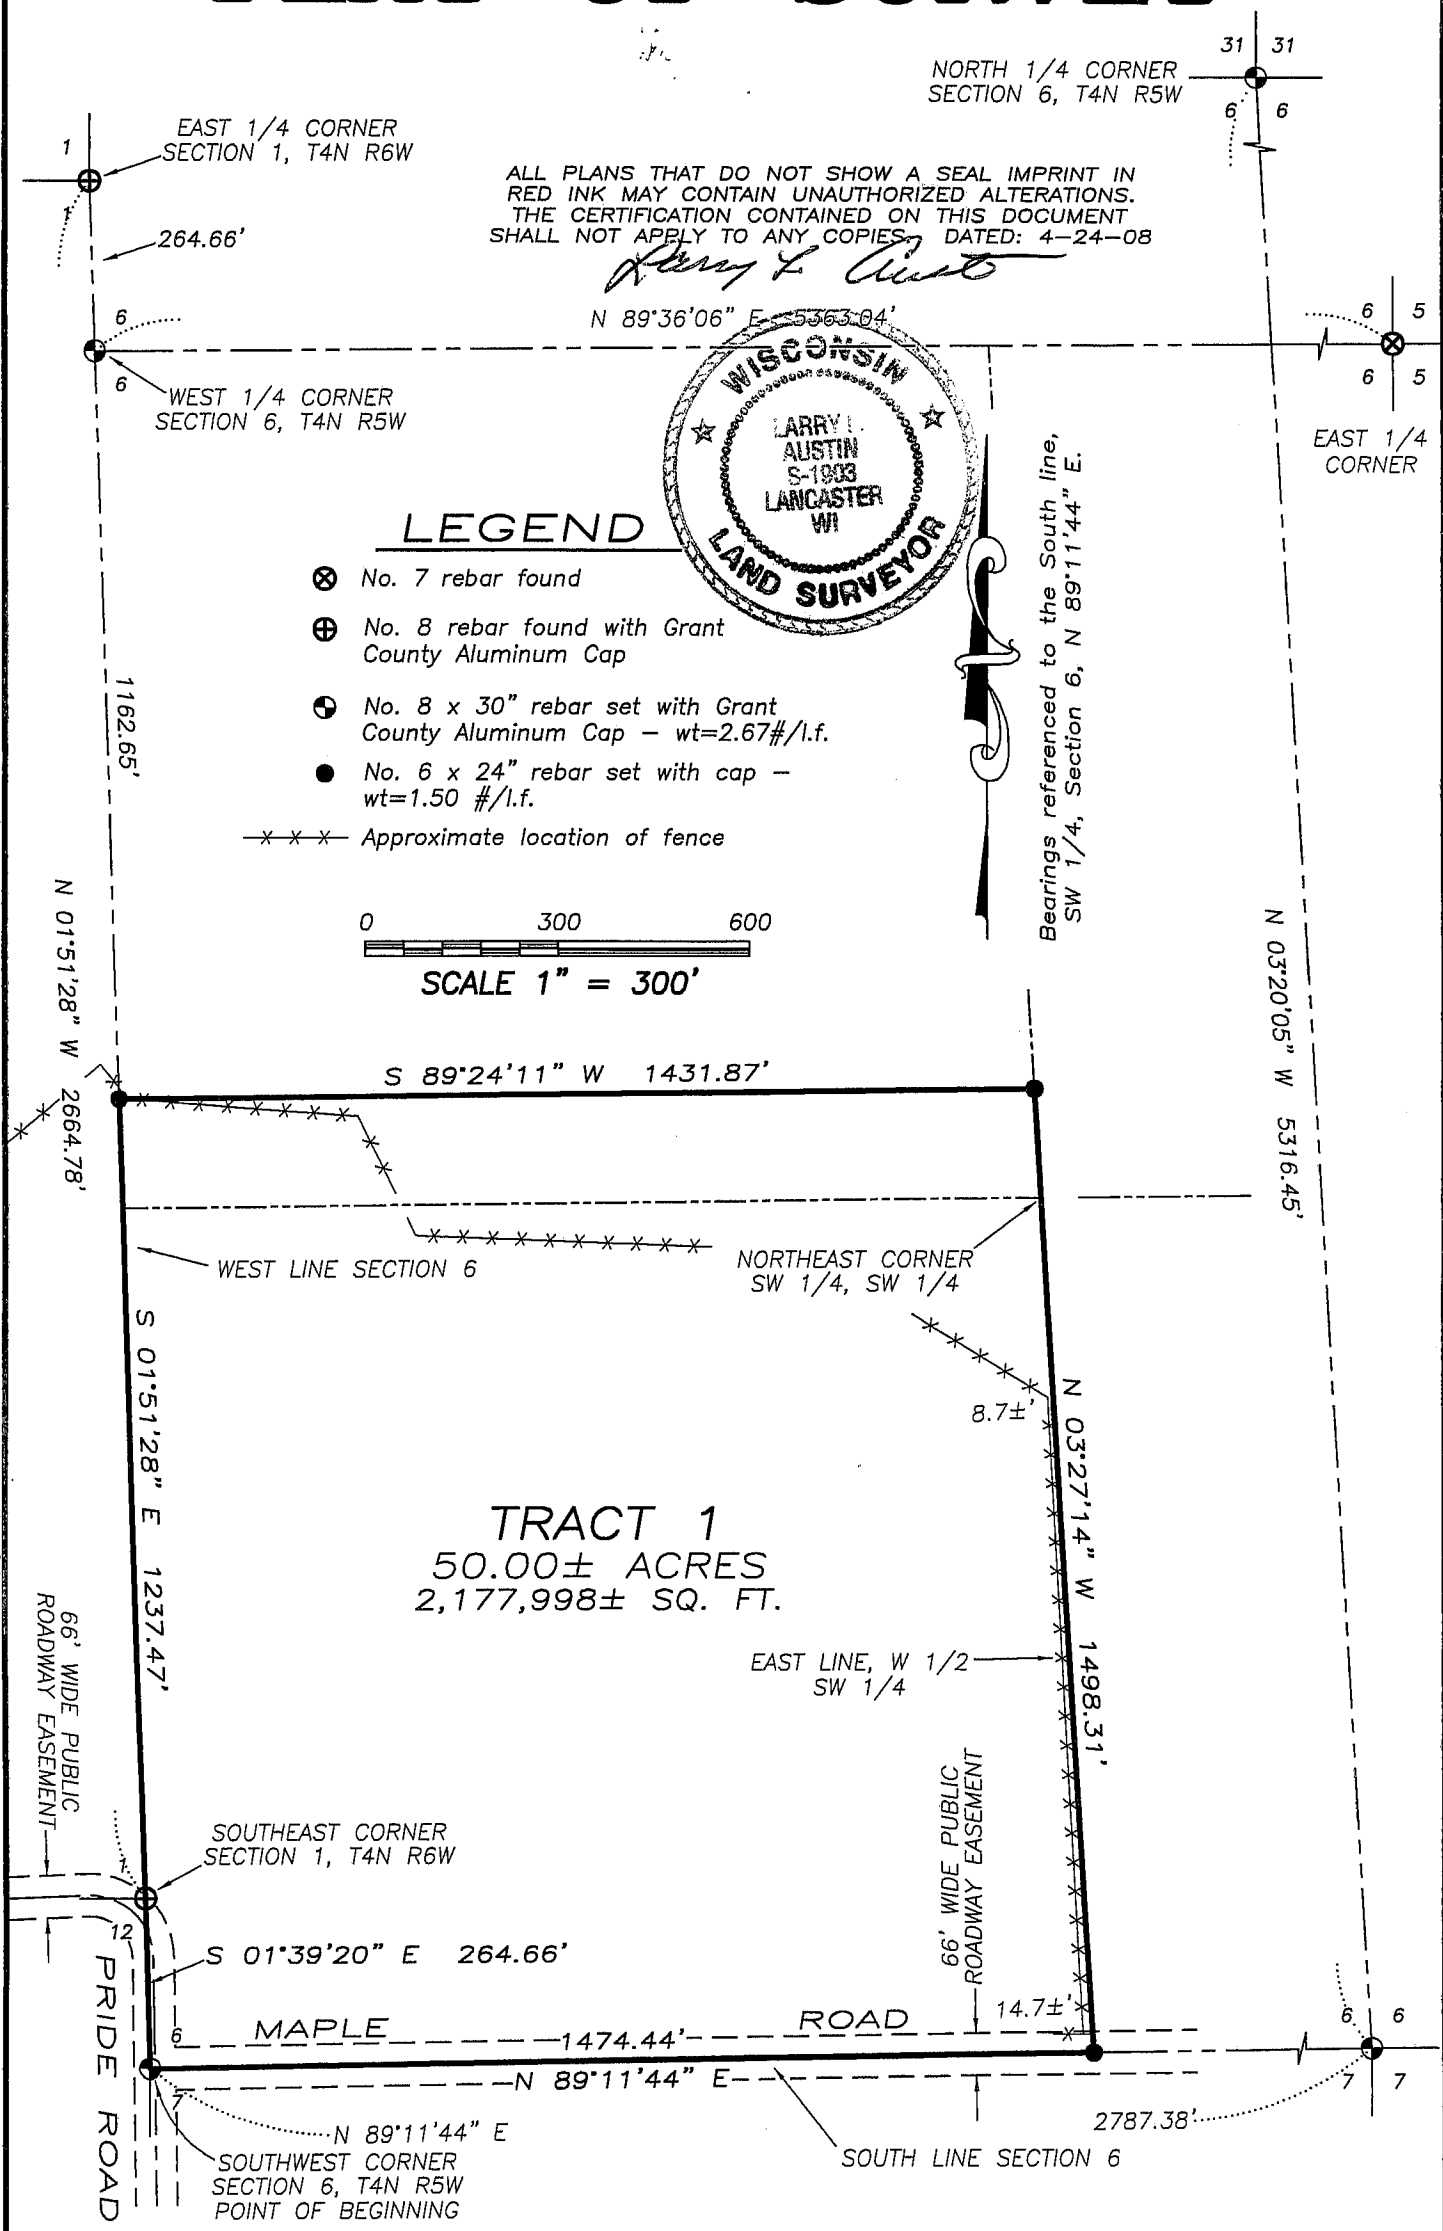 31 31
NORTH 1/4 CORNER
SECTION 6, T4N R5W
6 6
EAST 1/4 CORNER
SECTION 1, T4N R6W
1
1
264.66'
ALL PLANS THAT DO NOT SHOW A SEAL IMPRINT IN
RED INK MAY CONTAIN UNAUTHORIZED ALTERATIONS.
THE CERTIFICATION CONTAINED ON THIS DOCUMENT
SHALL NOT APPLY TO ANY COPIES. DATED: 4-24-08
Larry L Austin
N 89°36'06" E 5363.04'
6
6
WEST 1/4 CORNER
SECTION 6, T4N R5W
6 5
6 5
EAST 1/4
CORNER
WISCONSIN
LARRY L.
AUSTIN
S-1903
LANCASTER
WI
LAND SURVEYOR
Bearings referenced to the South line,
SW 1/4, Section 6, N 89°11'44" E.
LEGEND
No. 7 rebar found
No. 8 rebar found with Grant
County Aluminum Cap
No. 8 x 30" rebar set with Grant
County Aluminum Cap – wt=2.67#/l.f.
No. 6 x 24" rebar set with cap –
wt=1.50 #/l.f.
Approximate location of fence
1162.65'
0 300 600
SCALE 1" = 300'
N 01°51'28" W 2664.78'
N 03°20'05" W 5316.45'
S 89°24'11" W 1431.87'
WEST LINE SECTION 6
NORTHEAST CORNER
SW 1/4, SW 1/4
S 01°51'28" E 1237.47'
8.7±'
N 03°27'14" W 1498.31'
TRACT 1
50.00± ACRES
2,177,998± SQ. FT.
EAST LINE, W 1/2
SW 1/4
66' WIDE PUBLIC
ROADWAY EASEMENT
66' WIDE PUBLIC
ROADWAY EASEMENT
SOUTHEAST CORNER
SECTION 1, T4N R6W
1
12
S 01°39'20" E 264.66'
PRIDE ROAD
14.7±'
6
MAPLE ROAD
1474.44'
N 89°11'44" E
7
6 6
7 7
2787.38'
N 89°11'44" E
SOUTHWEST CORNER
SECTION 6, T4N R5W
POINT OF BEGINNING
SOUTH LINE SECTION 6